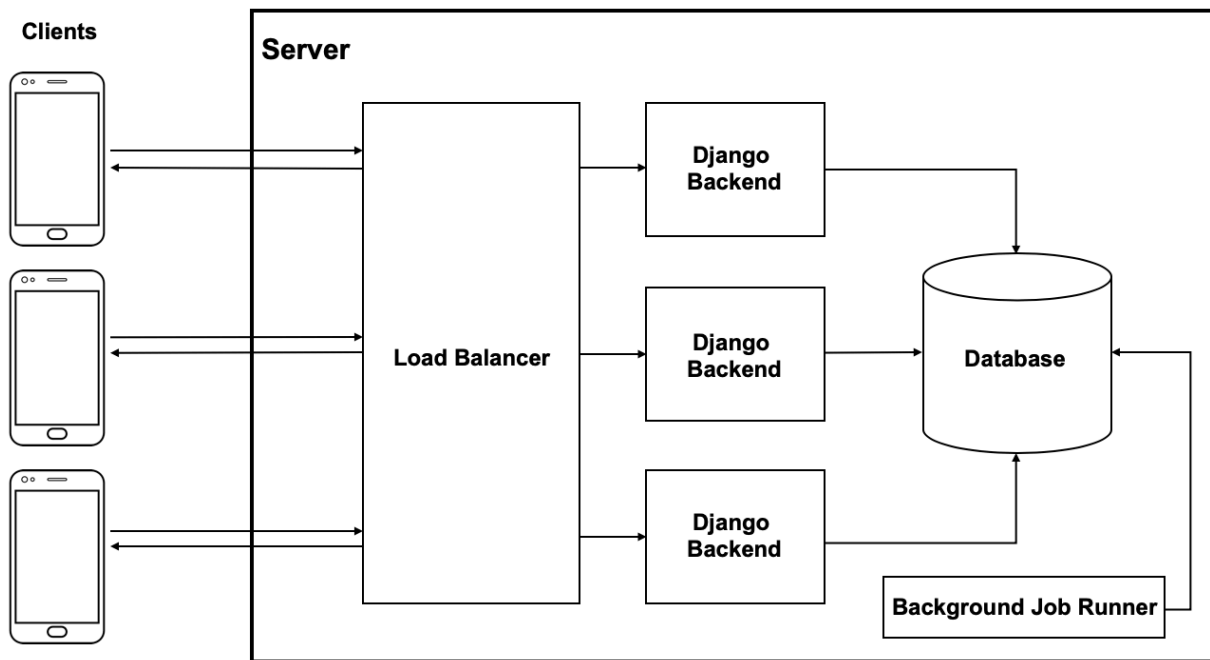 Clients
Server
Django
Backend
Load Balancer
Django
Backend
Database
Django
Backend
Background Job Runner